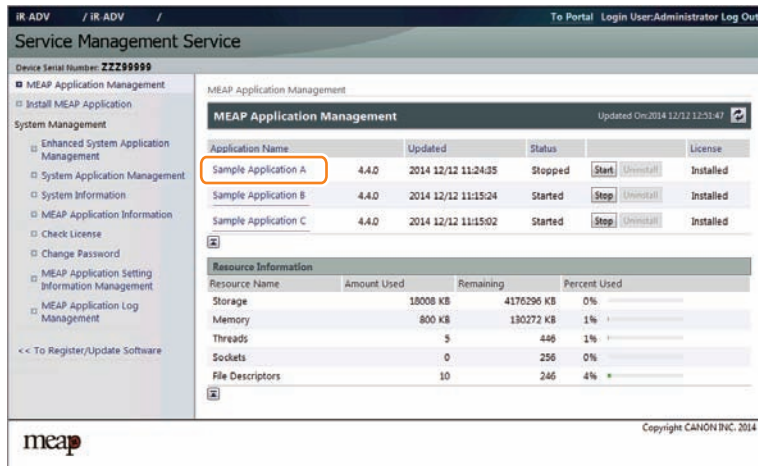 iR-ADV / iR-ADV / To Portal Login User:Administrator Log Out
Service Management Service
Device Serial Number: ZZZ99999
MEAP Application Management
Install MEAP Application
System Management
Enhanced System Application
Management
System Application Management
System Information
MEAP Application Information
Check License
Change Password
MEAP Application Setting
Information Management
MEAP Application Log
Management
<< To Register/Update Software
MEAP Application Management
MEAP Application Management Updated On:2014 12/12 12:51:47
Application Name Updated Status License
Sample Application A 4.4.0 2014 12/12 11:24:35 Stopped Start Uninstall Installed
Sample Application B 4.4.0 2014 12/12 11:15:24 Started Stop Uninstall Installed
Sample Application C 4.4.0 2014 12/12 11:15:02 Started Stop Uninstall Installed
Resource Information
Resource Name Amount Used Remaining Percent Used
Storage 18008 KB 4176296 KB 0%
Memory 800 KB 130272 KB 1%
Threads 5 446 1%
Sockets 0 256 0%
File Descriptors 10 246 4%
meap
Copyright CANON INC. 2014